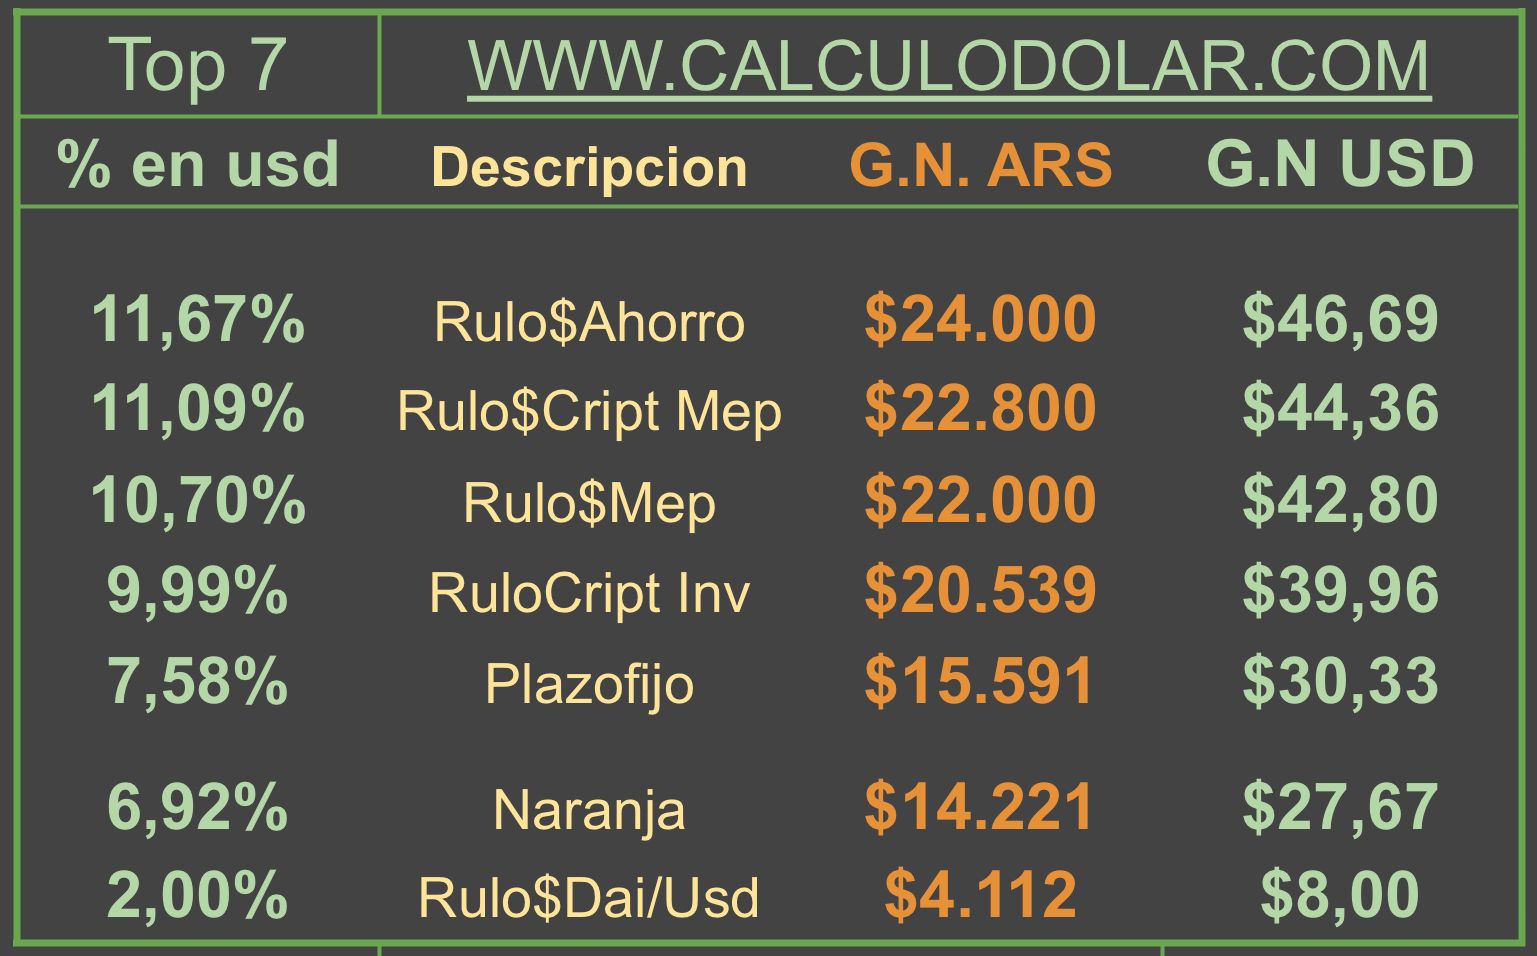 Top 7 WWW.CALCULODOLAR.COM
% en usd Descripcion G.N. ARS G.N USD
11,67% Rulo$Ahorro $24.000 $46,69
11,09% Rulo$Cript Mep $22.800 $44,36
10,70% Rulo$Mep $22.000 $42,80
9,99% RuloCript Inv $20.539 $39,96
7,58% Plazofijo $15.591 $30,33
6,92% Naranja $14.221 $27,67
2,00% Rulo$Dai/Usd $4.112 $8,00